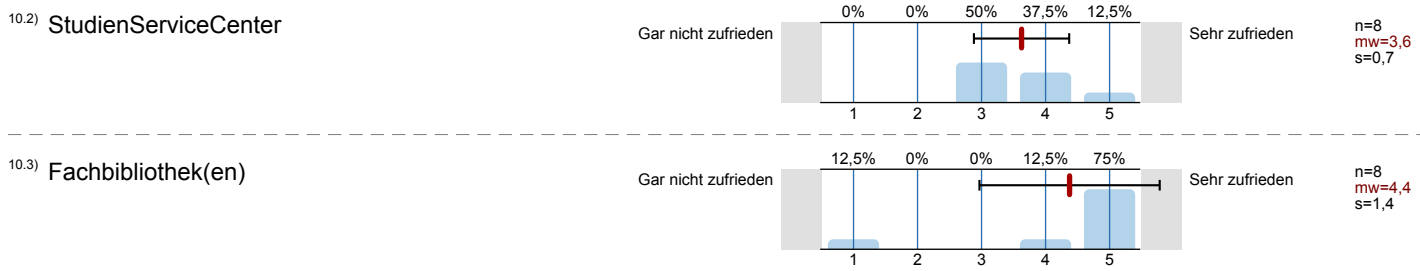 10.2) StudienServiceCenter
0% 0% 50% 37,5% 12,5%
Gar nicht zufrieden Sehr zufrieden
n=8
mw=3,6
s=0,7
1 2 3 4 5
10.3) Fachbibliothek(en)
12,5% 0% 0% 12,5% 75%
Gar nicht zufrieden Sehr zufrieden
n=8
mw=4,4
s=1,4
1 2 3 4 5